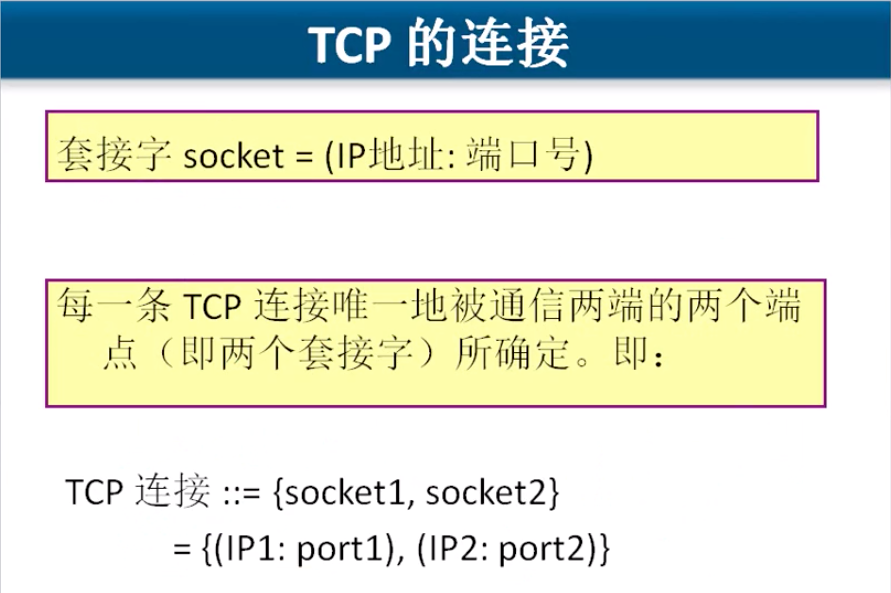 TCP 的连接
套接字 socket = (IP地址: 端口号)
每一条 TCP 连接唯一地被通信两端的两个端
点（即两个套接字）所确定。即：
TCP 连接 ::= {socket1, socket2}
= {(IP1: port1), (IP2: port2)}